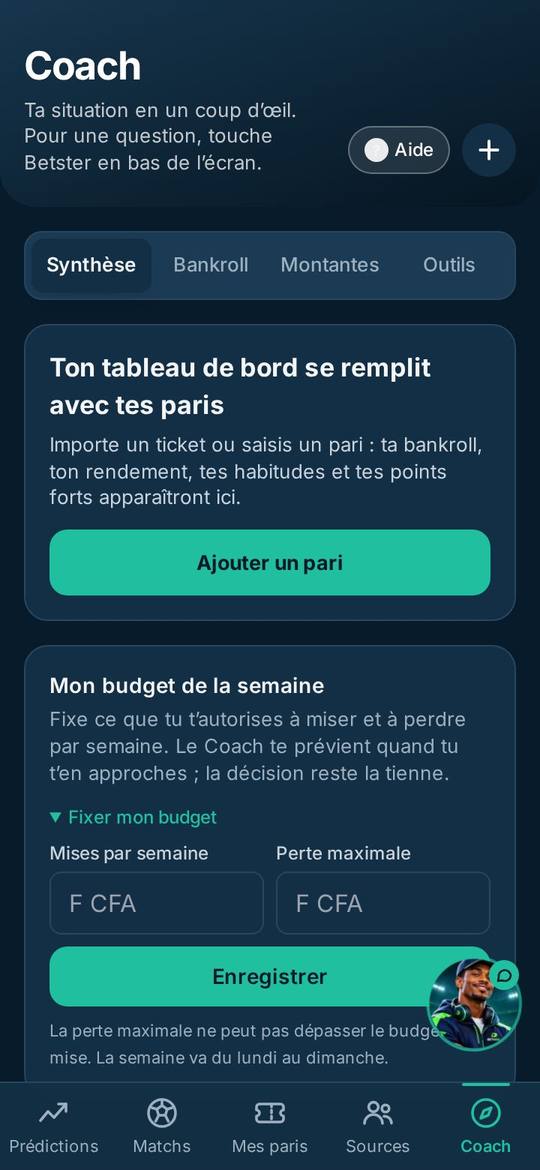 Coach
Ta situation en un coup d’œil.
Pour une question, touche
Betster en bas de l’écran.
Aide
Synthèse Bankroll Montantes Outils
Ton tableau de bord se remplit
avec tes paris
Importe un ticket ou saisis un pari : ta bankroll,
ton rendement, tes habitudes et tes points
forts apparaîtront ici.
Ajouter un pari
Mon budget de la semaine
Fixe ce que tu t’autorises à miser et à perdre
par semaine. Le Coach te prévient quand tu
t’en approches ; la décision reste la tienne.
Fixer mon budget
Mises par semaine Perte maximale
F CFA F CFA
Enregistrer
La perte maximale ne peut pas dépasser le
mise. La semaine va du lundi au dimanche.
Prédictions Matchs Mes paris Sources Coach